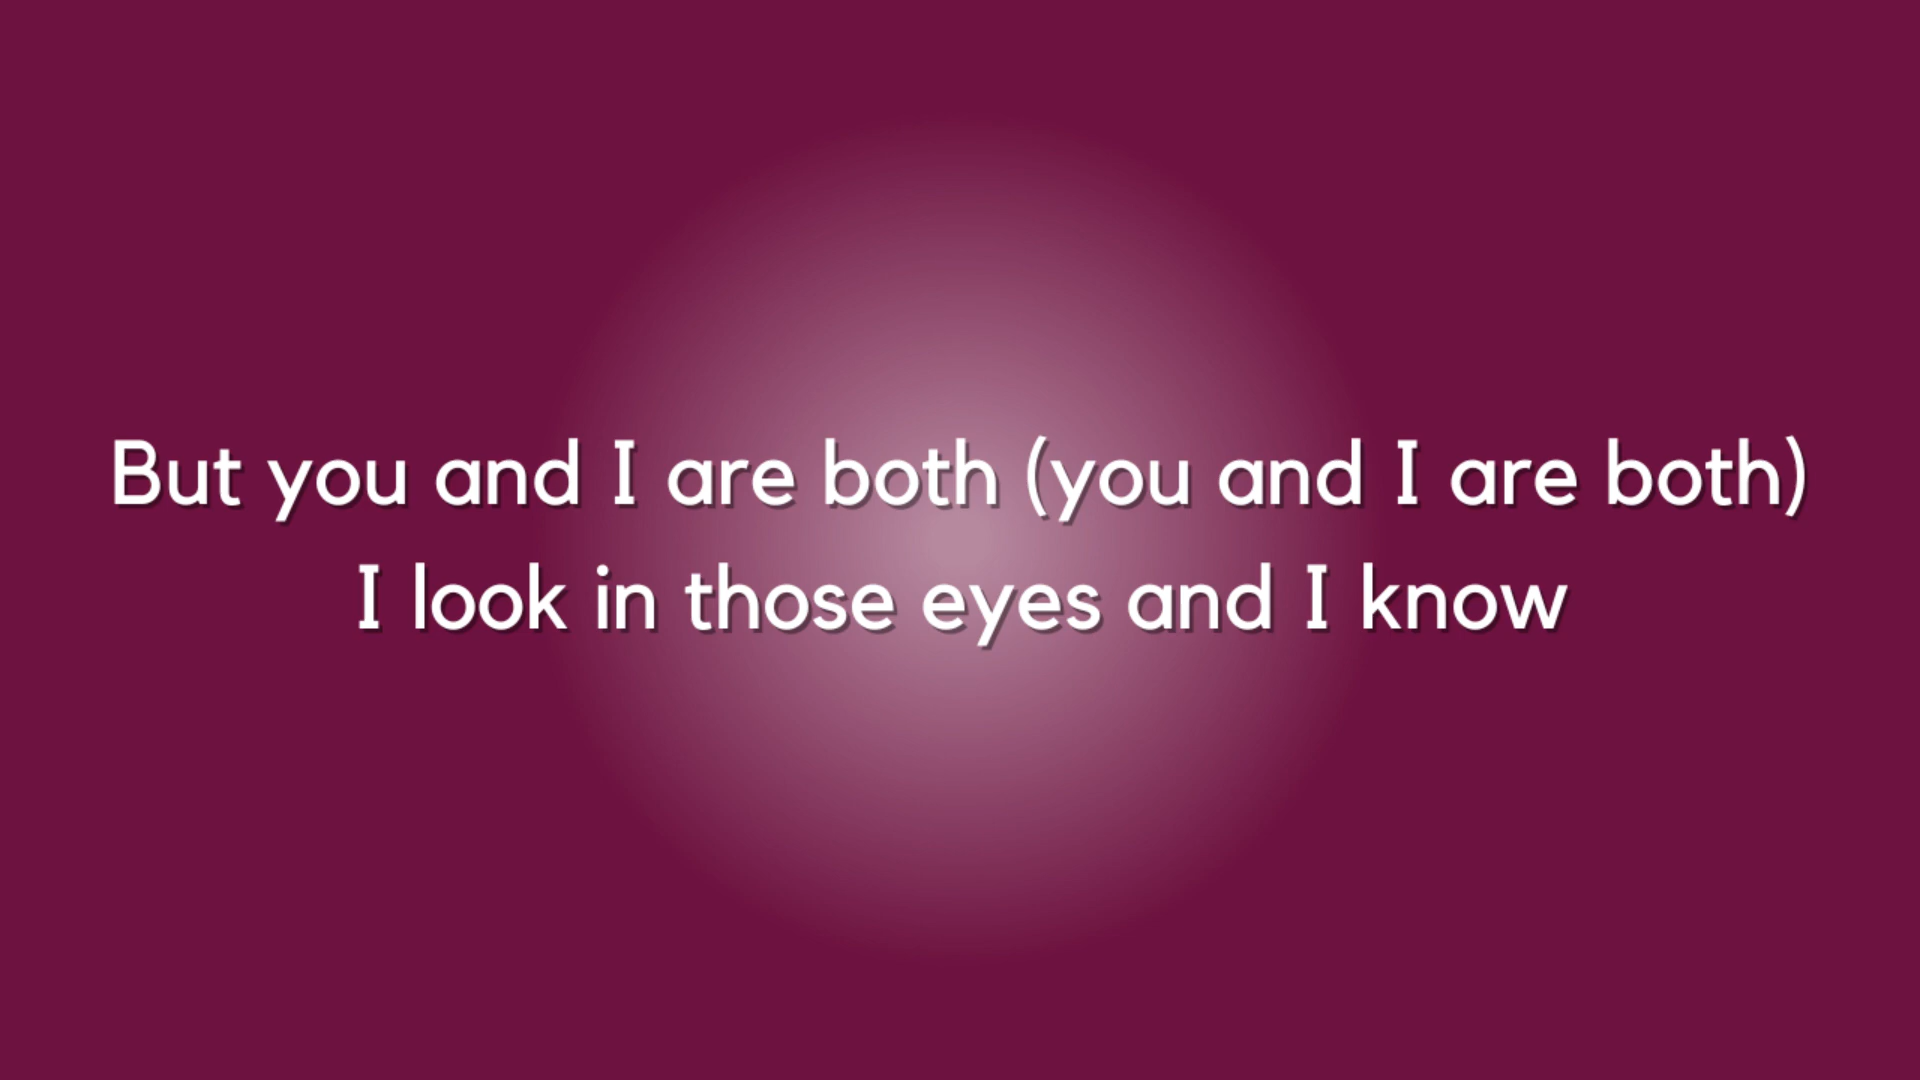 But you and I are both (you and I are both)
I look in those eyes and I know